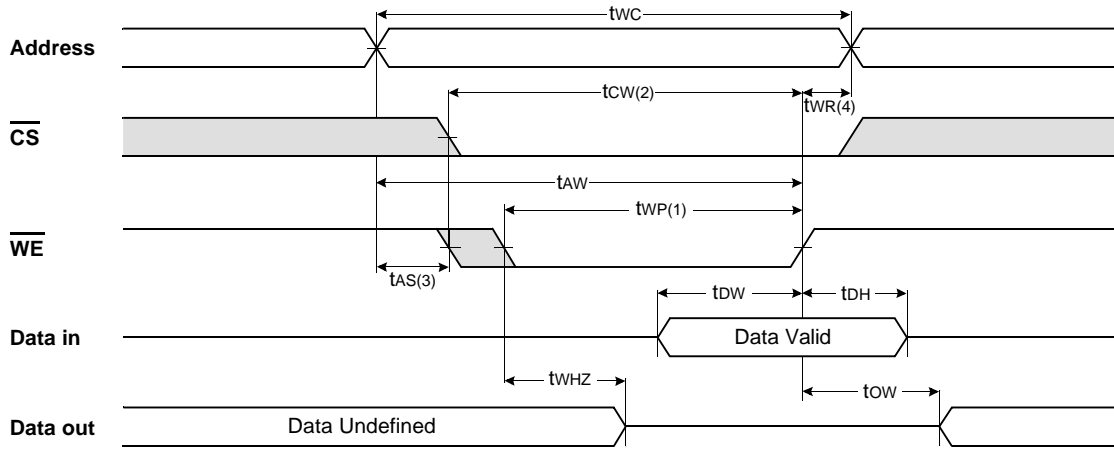 tWC
Address
tCW(2)
tWR(4)
CS
tAW
tWP(1)
WE
tAS(3)
tDW
tDH
Data in
Data Valid
tWHZ
tOW
Data out
Data Undefined